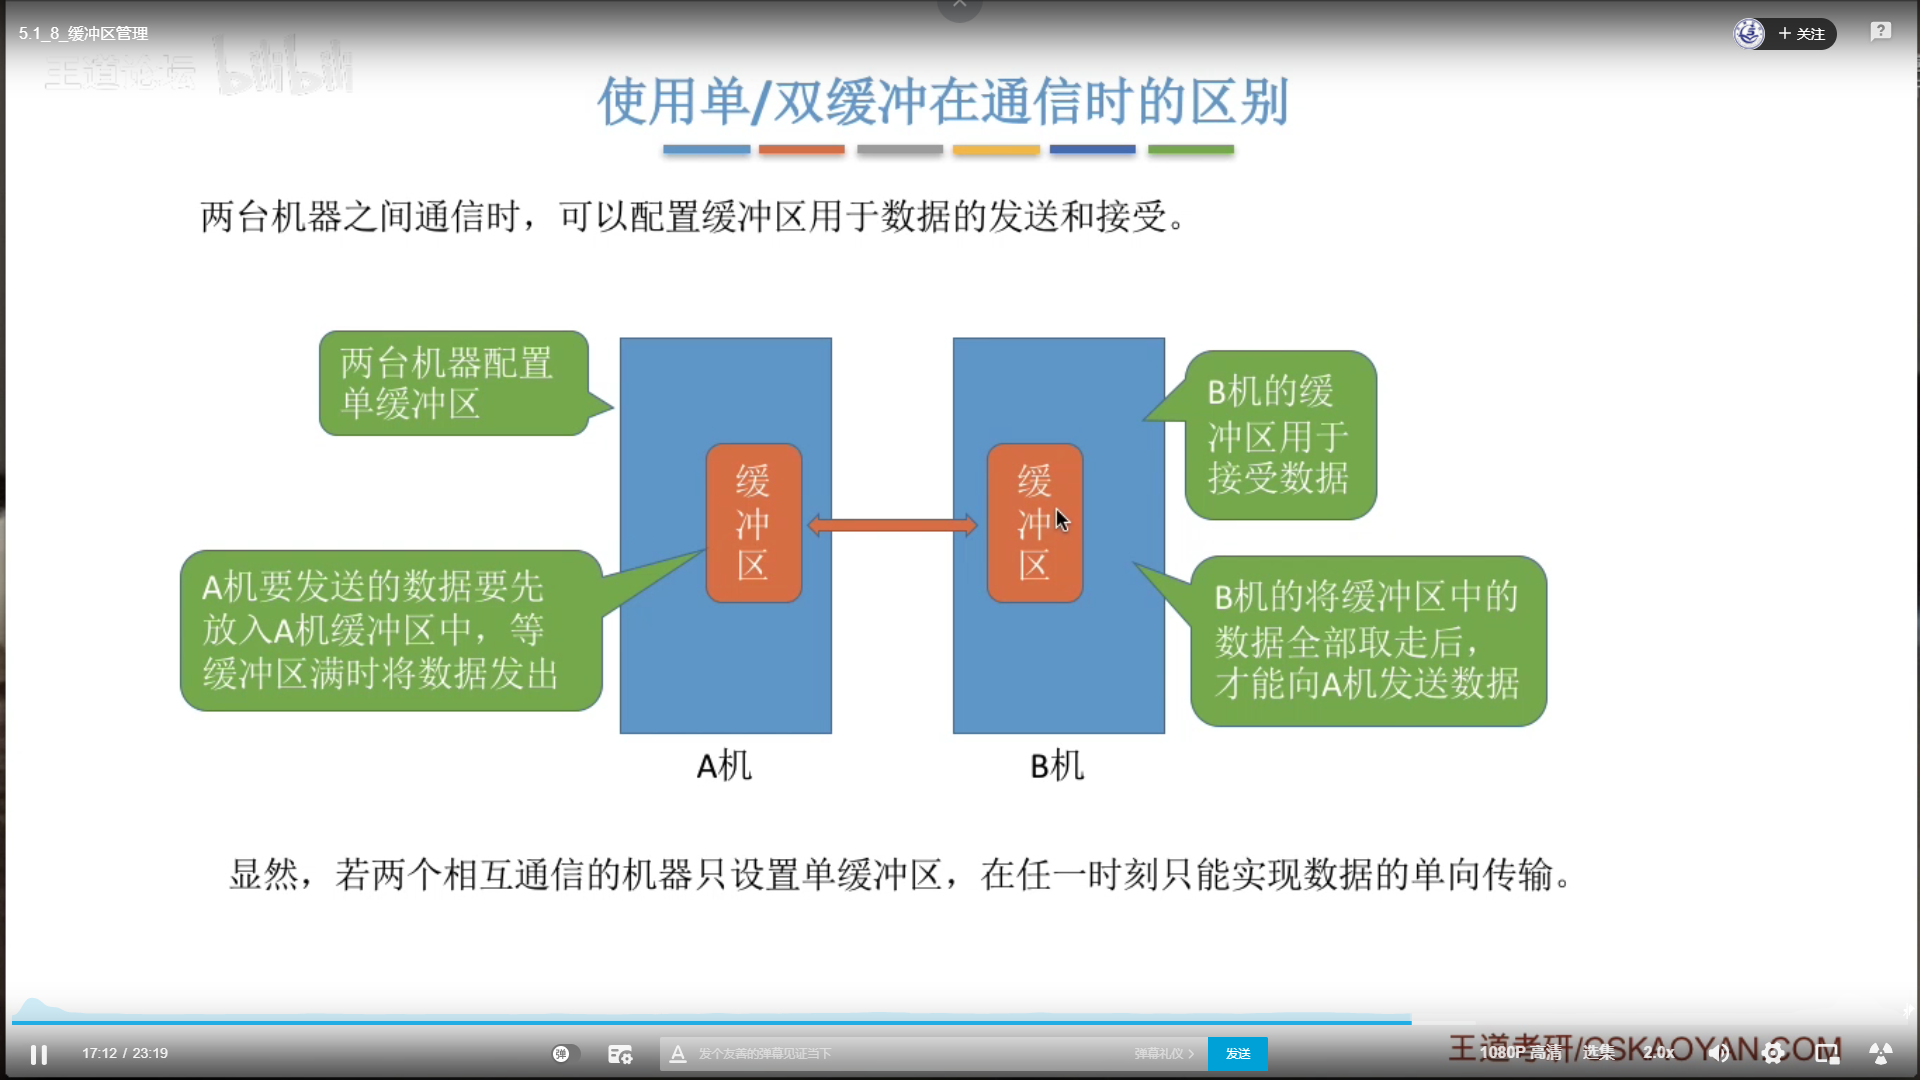 5.1_8_缓冲区管理
+ 关注
王道论坛 bilibili
使用单/双缓冲在通信时的区别
两台机器之间通信时，可以配置缓冲区用于数据的发送和接受。
两台机器配置
单缓冲区
B机的缓
冲区用于
接受数据
缓
冲
区
缓
冲
区
A机要发送的数据要先
放入A机缓冲区中，等
缓冲区满时将数据发出
B机的将缓冲区中的
数据全部取走后，
才能向A机发送数据
A机
B机
显然，若两个相互通信的机器只设置单缓冲区，在任一时刻只能实现数据的单向传输。
王道考研/CSKAOYAN.COM
17:12 / 23:19
弹
发个友善的弹幕见证当下
弹幕礼仪 >
发送
1080P 高清
选集
2.0x